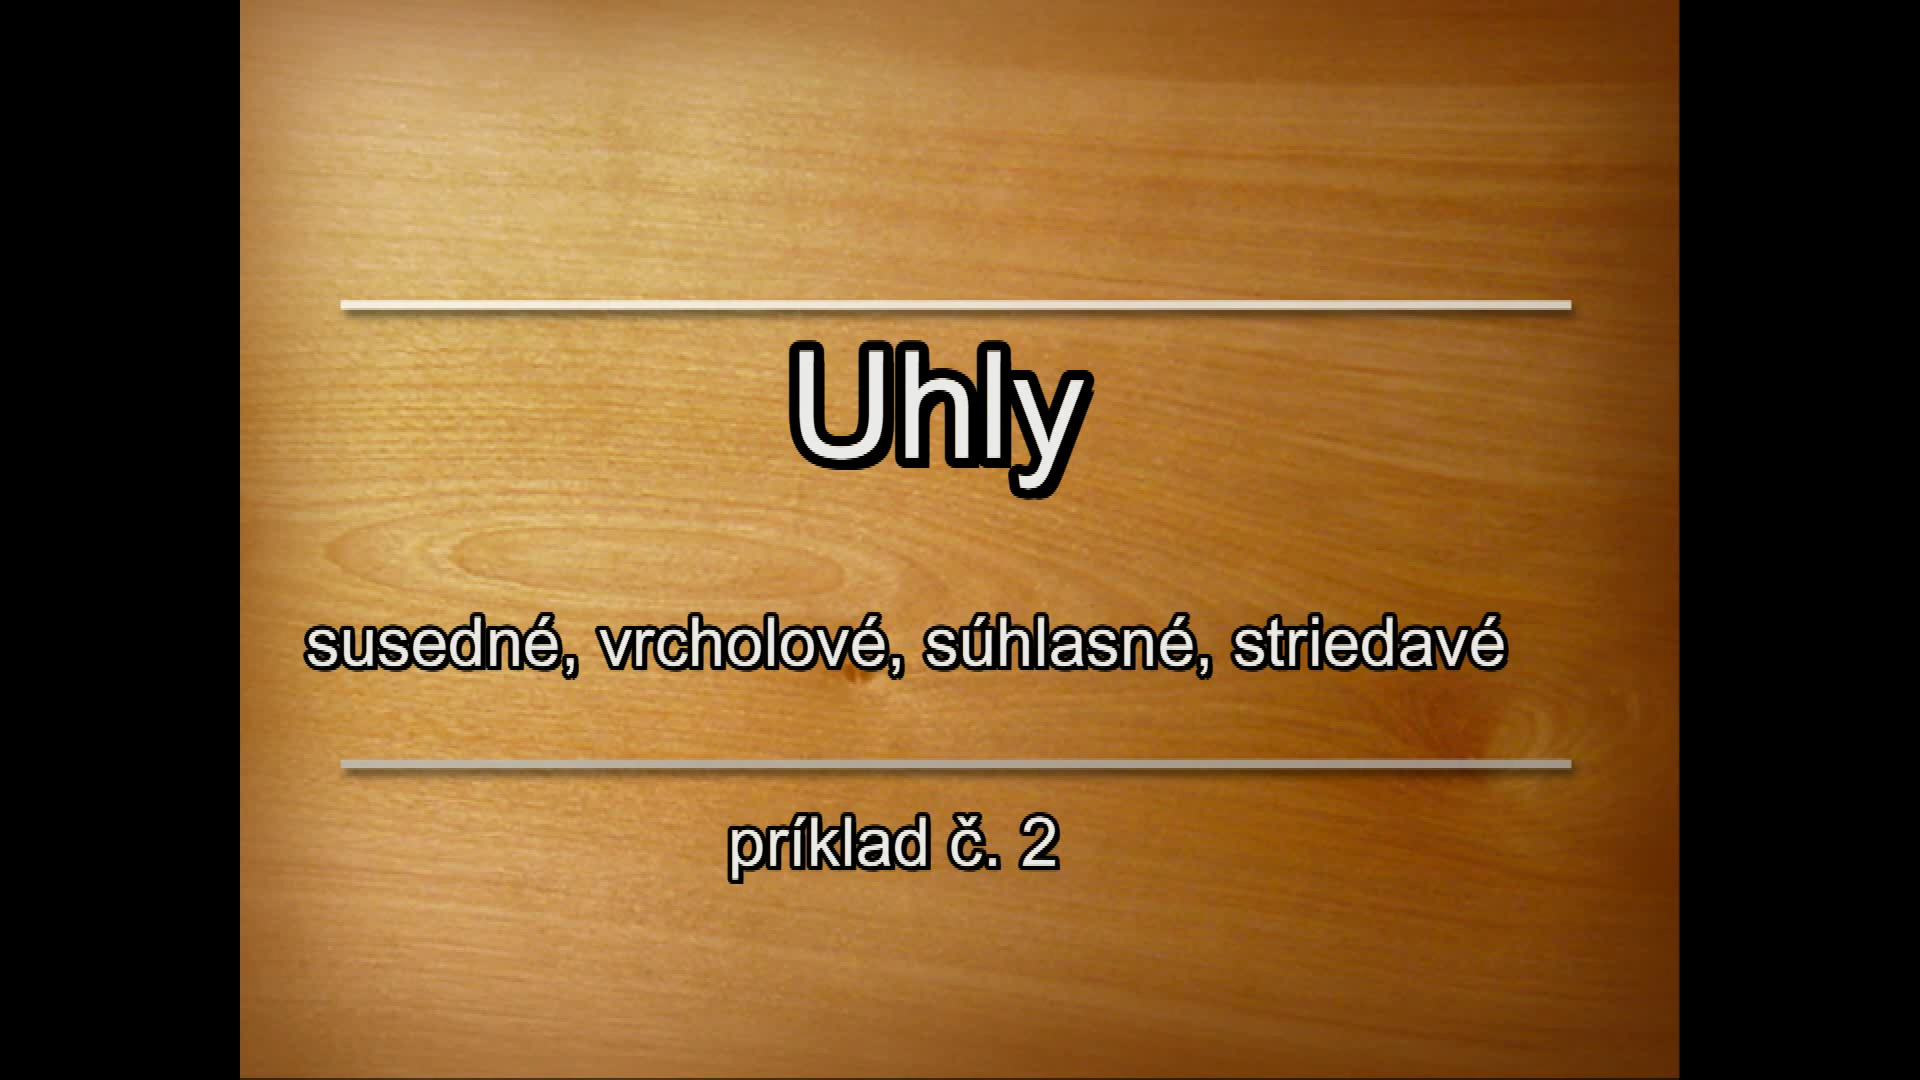 Uhly
susedné, vrcholové, súhlasné, striedavé
príklad č. 2